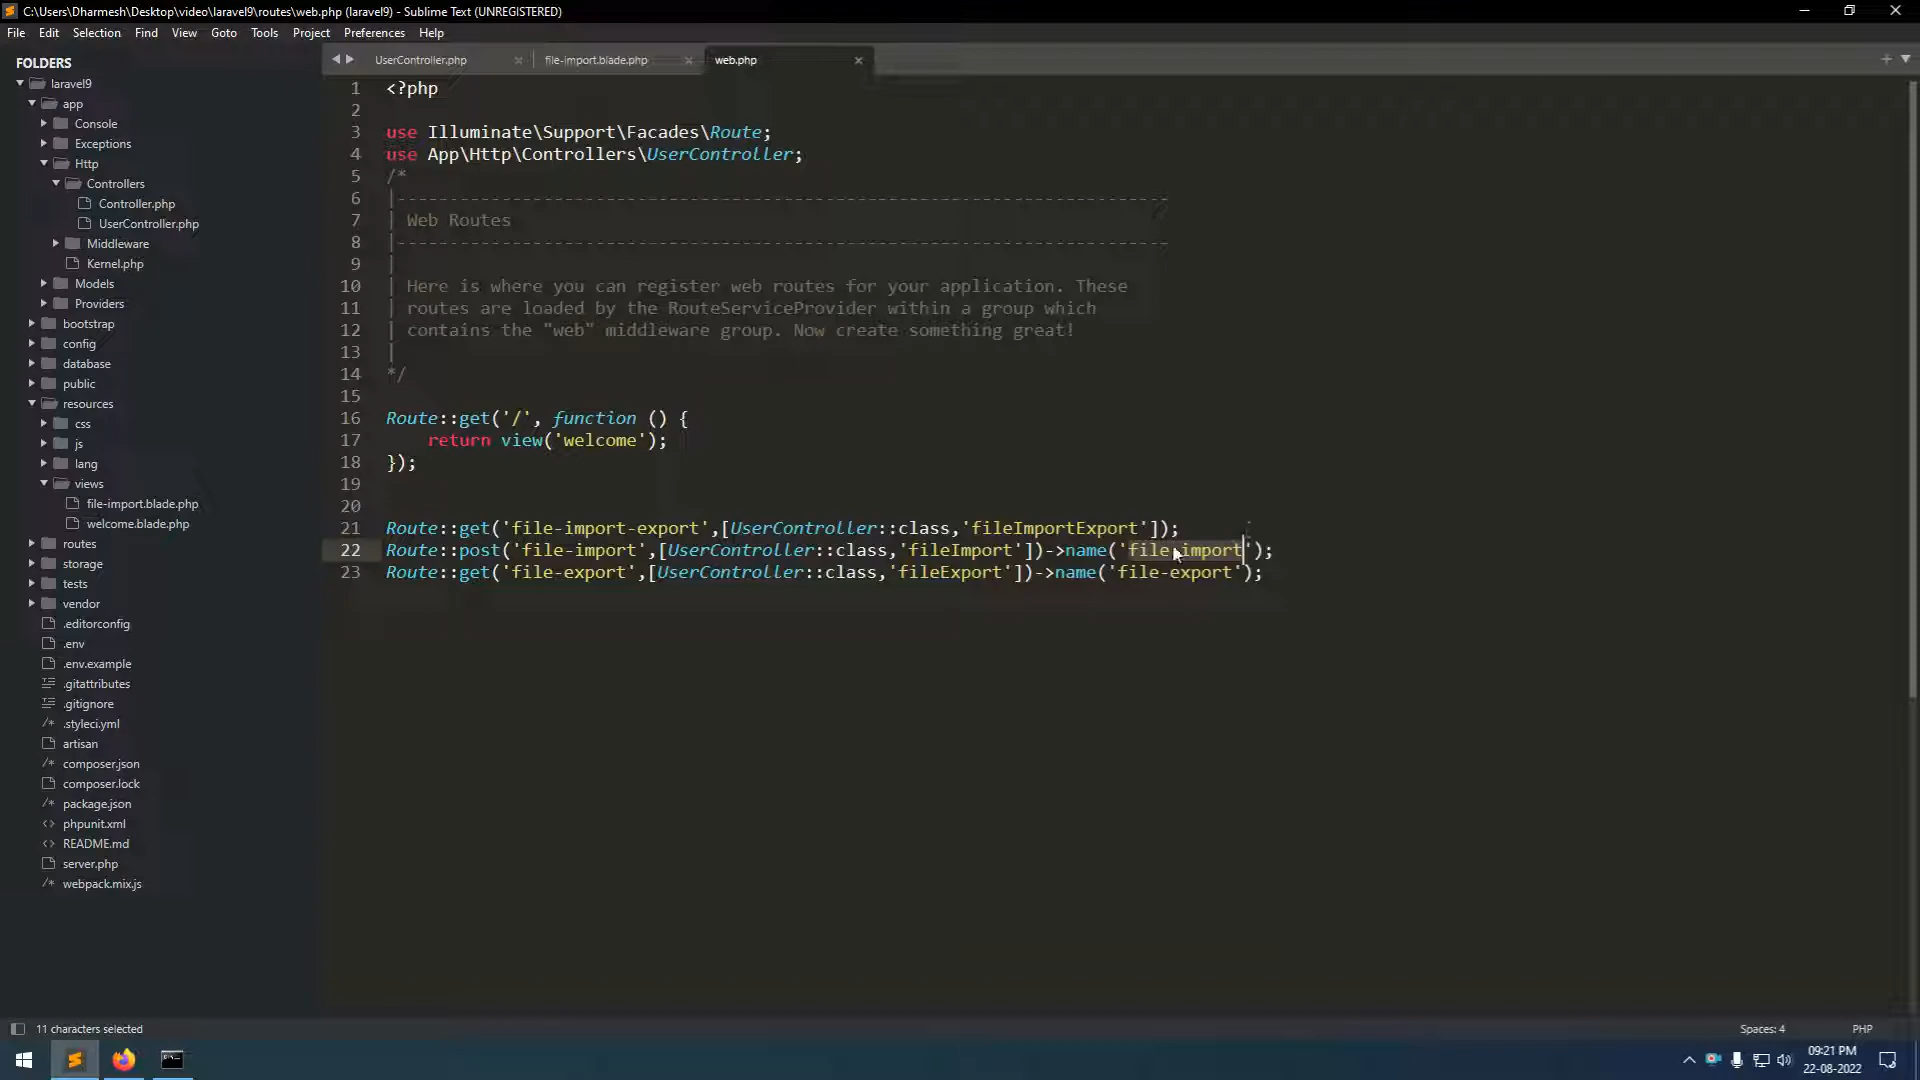 C:\Users\Dharmesh\Desktop\video\laravel9\routes\web.php (laravel9) - Sublime Text (UNREGISTERED)
File Edit Selection Find View Goto Tools Project Preferences Help
FOLDERS
laravel9
app
Console
Exceptions
Http
Controllers
Controller.php
UserController.php
Middleware
Kernel.php
Models
Providers
bootstrap
config
database
public
resources
css
js
lang
views
file-import.blade.php
welcome.blade.php
routes
storage
tests
vendor
.editorconfig
.env
.env.example
.gitattributes
.gitignore
.styleci.yml
artisan
composer.json
composer.lock
package.json
phpunit.xml
README.md
server.php
webpack.mix.js
UserController.php file-import.blade.php web.php
1 <?php
2
3 use Illuminate\Support\Facades\Route;
4 use App\Http\Controllers\UserController;
5 /*
6 |--------------------------------------------------------------------------
7 | Web Routes
8 |--------------------------------------------------------------------------
9 |
10 | Here is where you can register web routes for your application. These
11 | routes are loaded by the RouteServiceProvider within a group which
12 | contains the "web" middleware group. Now create something great!
13 |
14 */
15
16 Route::get('/', function () {
17 return view('welcome');
18 });
19
20
21 Route::get('file-import-export',[UserController::class,'fileImportExport']);
22 Route::post('file-import',[UserController::class,'fileImport'])->name('file-import');
23 Route::get('file-export',[UserController::class,'fileExport'])->name('file-export');
11 characters selected
Spaces: 4 PHP
09:21 PM
22-08-2022